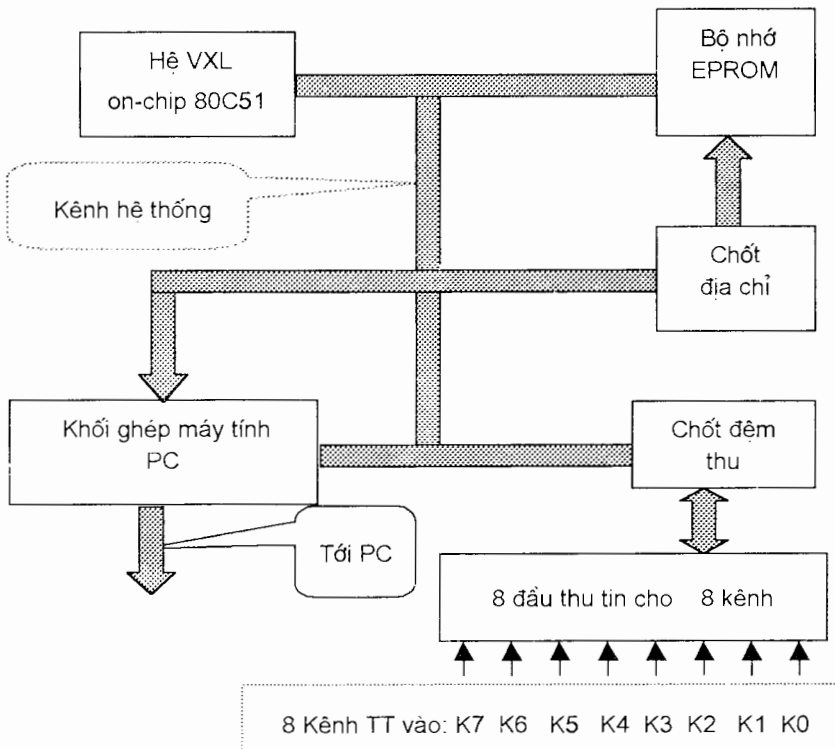 Hệ VXL
on-chip 80C51
Bộ nhớ
EPROM
Kênh hệ thống
Chốt
địa chỉ
Khối ghép máy tính
PC
Chốt đệm
thu
Tới PC
8 đầu thu tin cho 8 kênh
8 Kênh TT vào: K7 K6 K5 K4 K3 K2 K1 K0